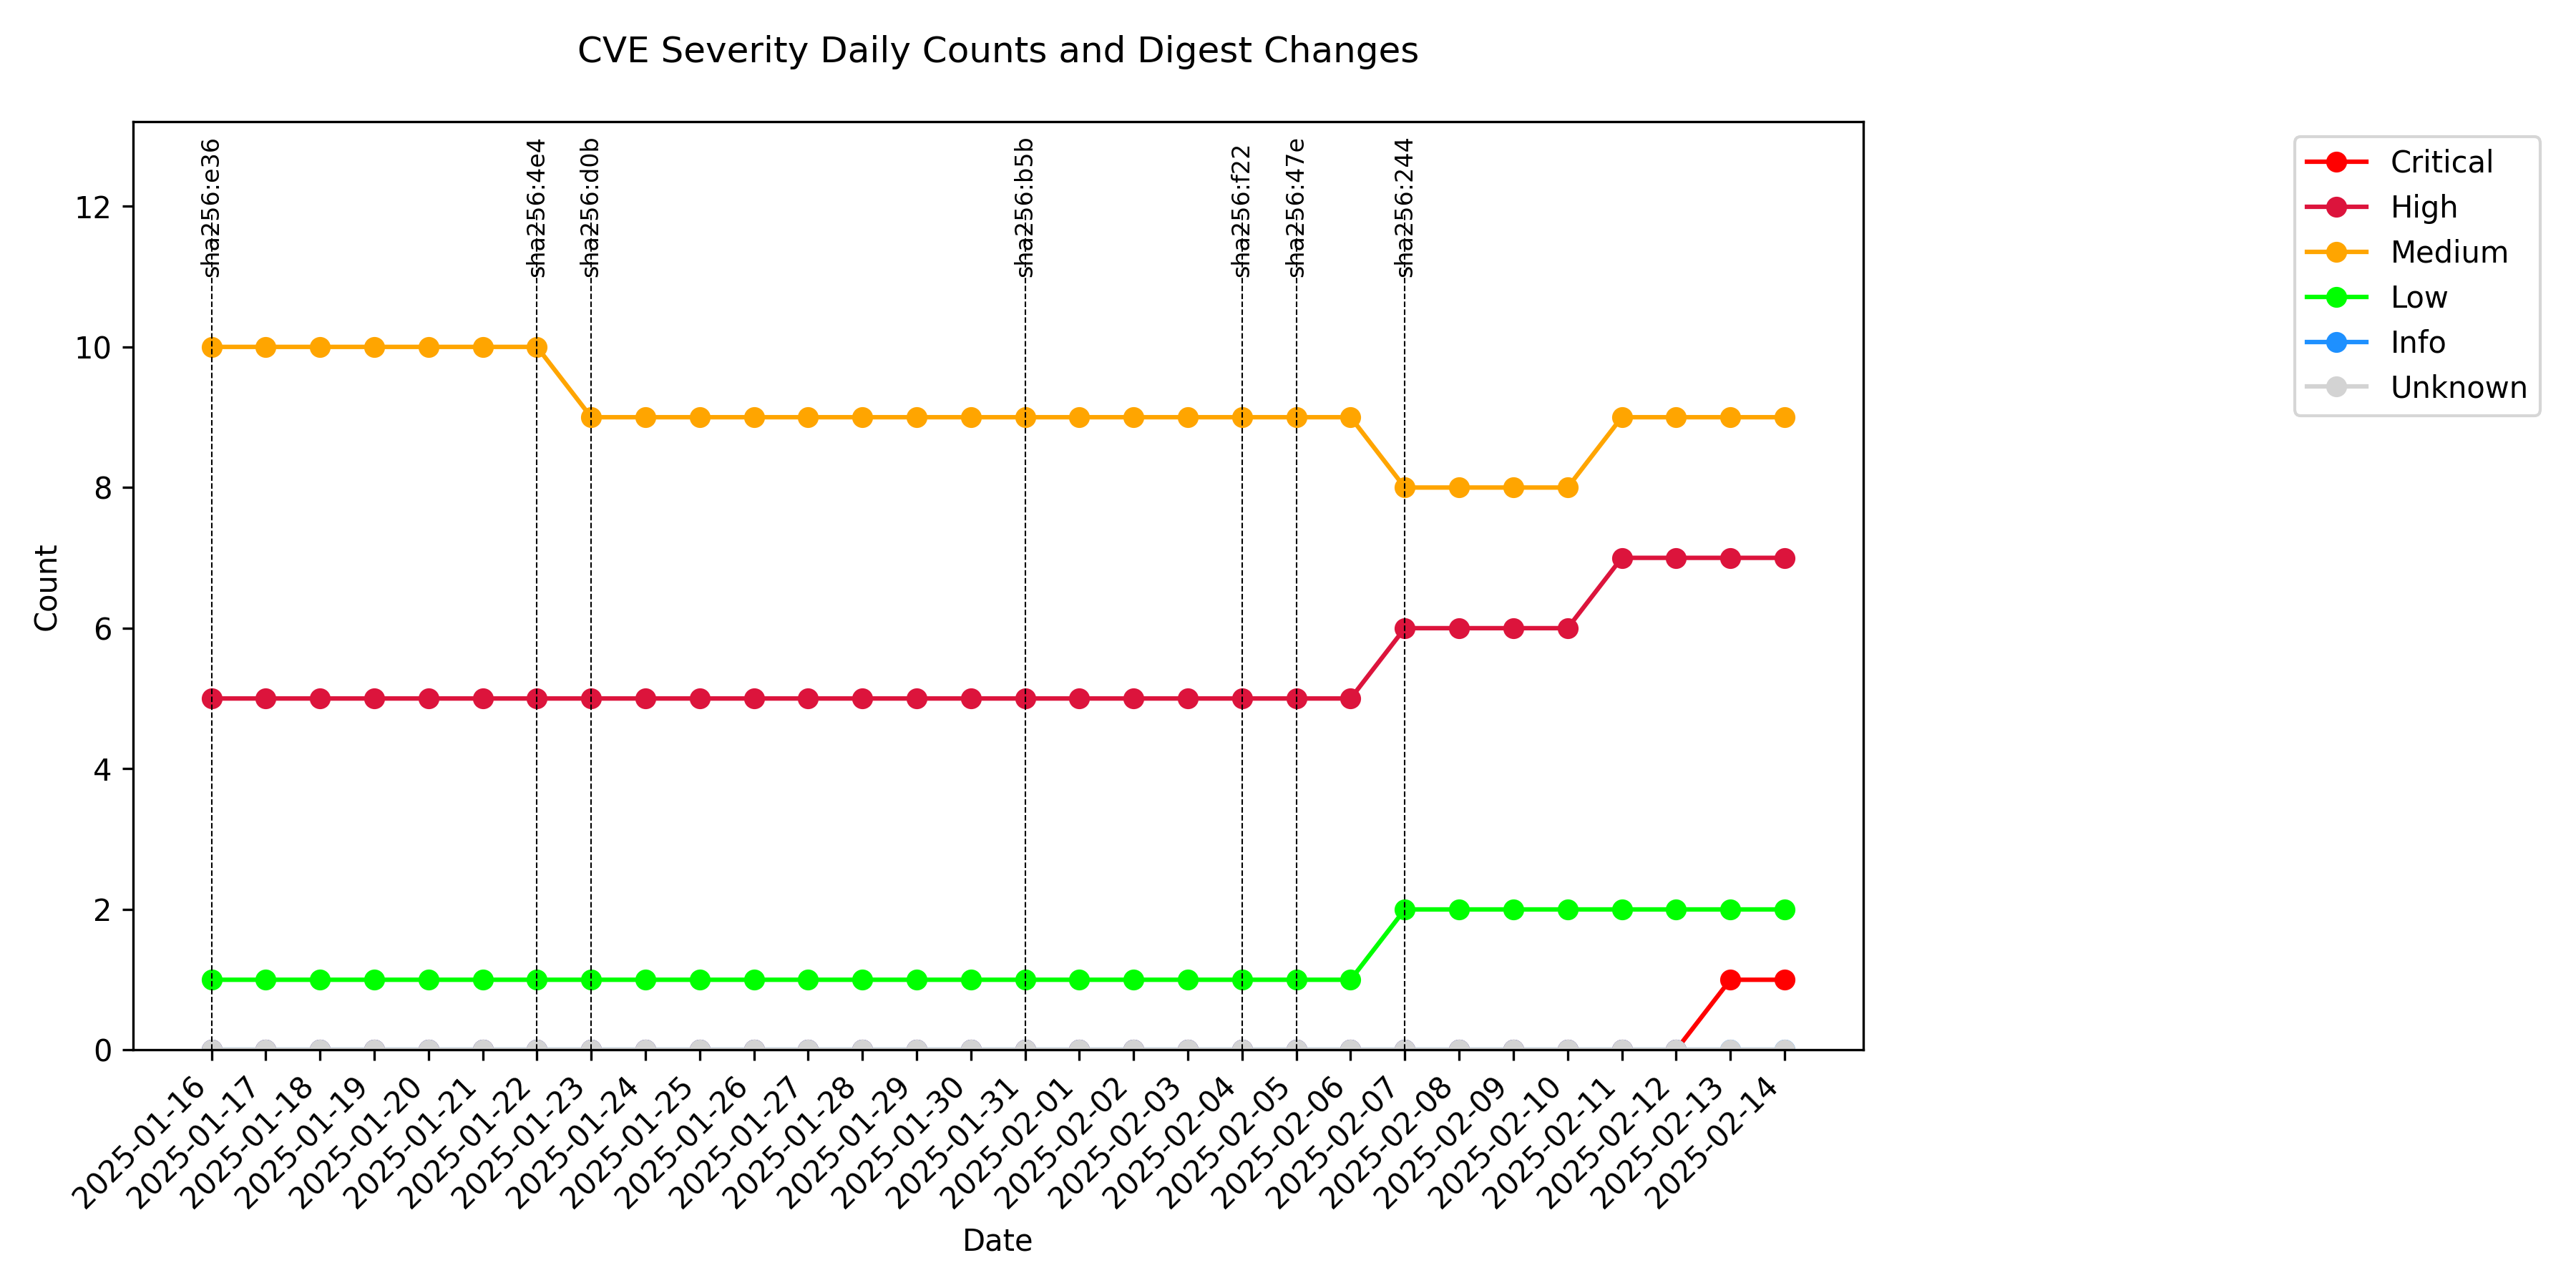 CVE Severity Daily Counts and Digest Changes
sha256:e36
sha256:4e4
sha256:d0b
sha256:b5b
sha256:f22
sha256:47e
sha256:244
Critical
High
Medium
Low
Info
Unknown
Count
12
10
8
6
4
2
0
2025-01-16
2025-01-17
2025-01-18
2025-01-19
2025-01-20
2025-01-21
2025-01-22
2025-01-23
2025-01-24
2025-01-25
2025-01-26
2025-01-27
2025-01-28
2025-01-29
2025-01-30
2025-01-31
2025-02-01
2025-02-02
2025-02-03
2025-02-04
2025-02-05
2025-02-06
2025-02-07
2025-02-08
2025-02-09
2025-02-10
2025-02-11
2025-02-12
2025-02-13
2025-02-14
Date